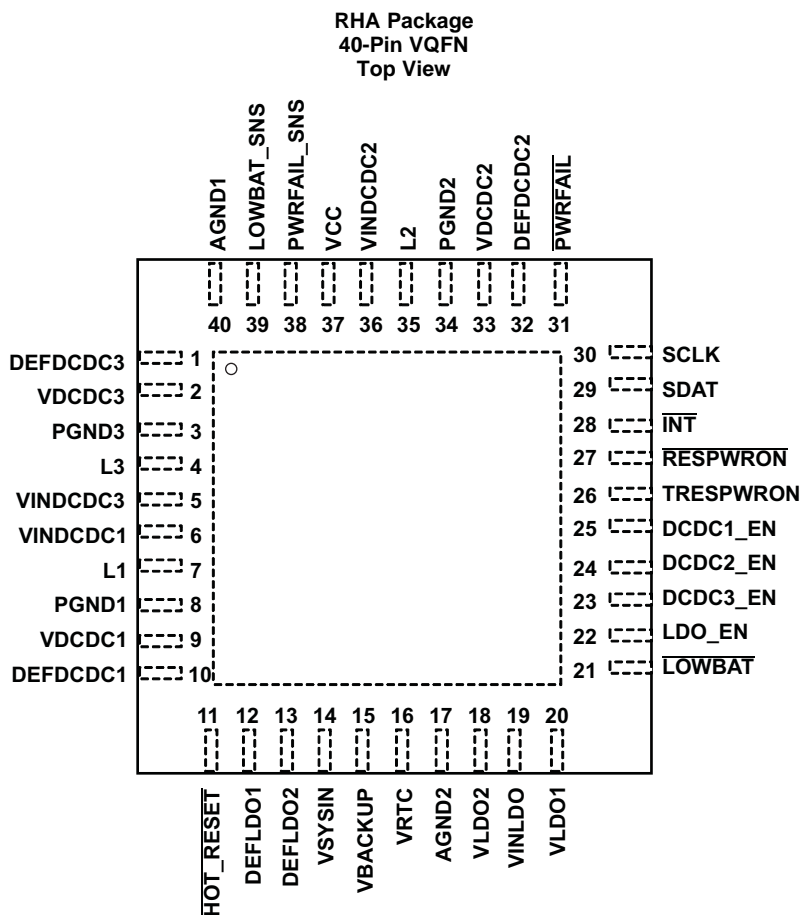 RHA Package
40-Pin VQFN
Top View
AGND1
LOWBAT_SNS
PWRFAIL_SNS
VCC
VINDCDC2
L2
PGND2
VDCDC2
DEFDCDC2
PWRFAIL
40 39 38 37 36 35 34 33 32 31
DEFDCDC3 1
VDCDC3 2
PGND3 3
L3 4
VINDCDC3 5
VINDCDC1 6
L1 7
PGND1 8
VDCDC1 9
DEFDCDC1 10
30 SCLK
29 SDAT
28 INT
27 RESPWRON
26 TRESPWRON
25 DCDC1_EN
24 DCDC2_EN
23 DCDC3_EN
22 LDO_EN
21 LOWBAT
11 12 13 14 15 16 17 18 19 20
HOT_RESET
DEFLDO1
DEFLDO2
VSYSIN
VBACKUP
VRTC
AGND2
VLDO2
VINLDO
VLDO1